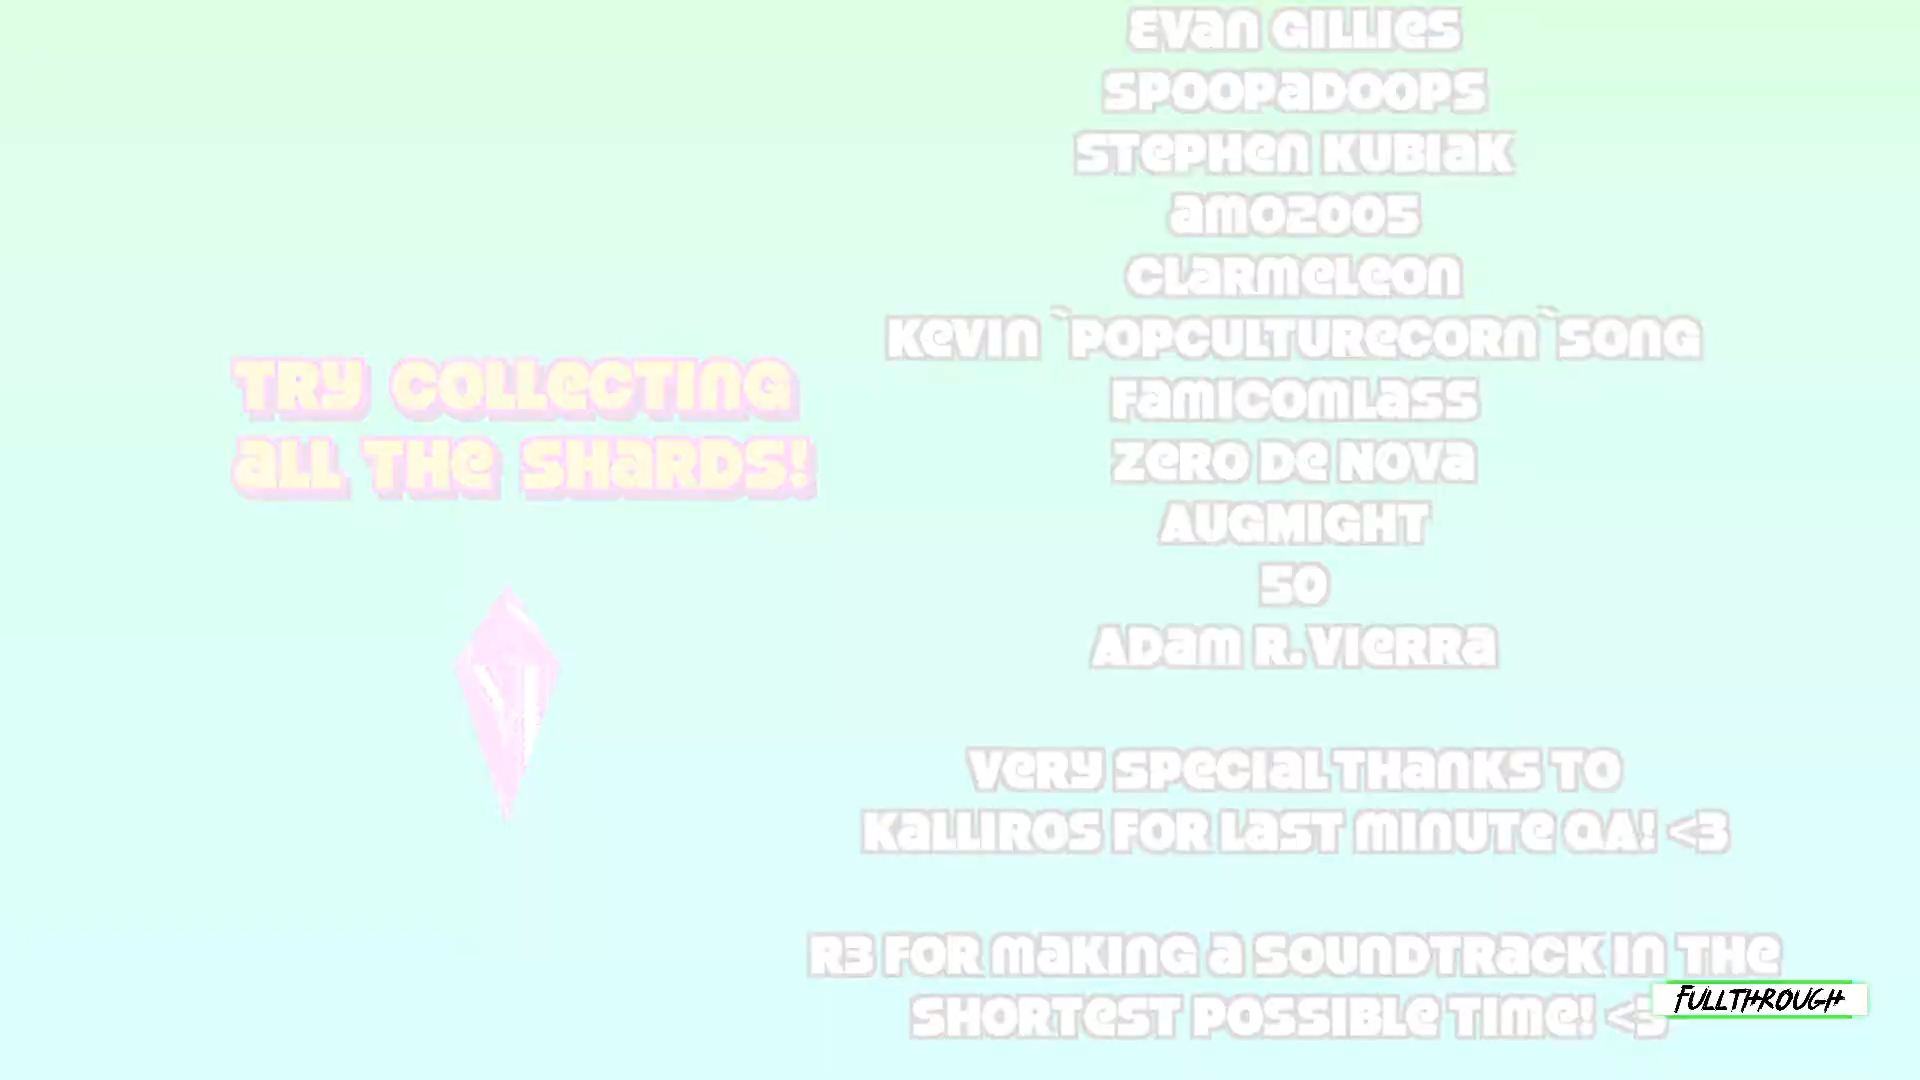 Evan Gillies
Spoopadoops
Stephen Kubiak
amo2005
Clarmeleon
Kevin `popculturecorn`Song
Famicomlass
Zero De Nova
AUGMIGHT
50
Adam R. Vierra
Try collecting
all the shards!
Very special thanks to
Kalliros for last minute QA! <3
R3 for making a soundtrack in the
shortest possible time! <3
FULLTHROUGH